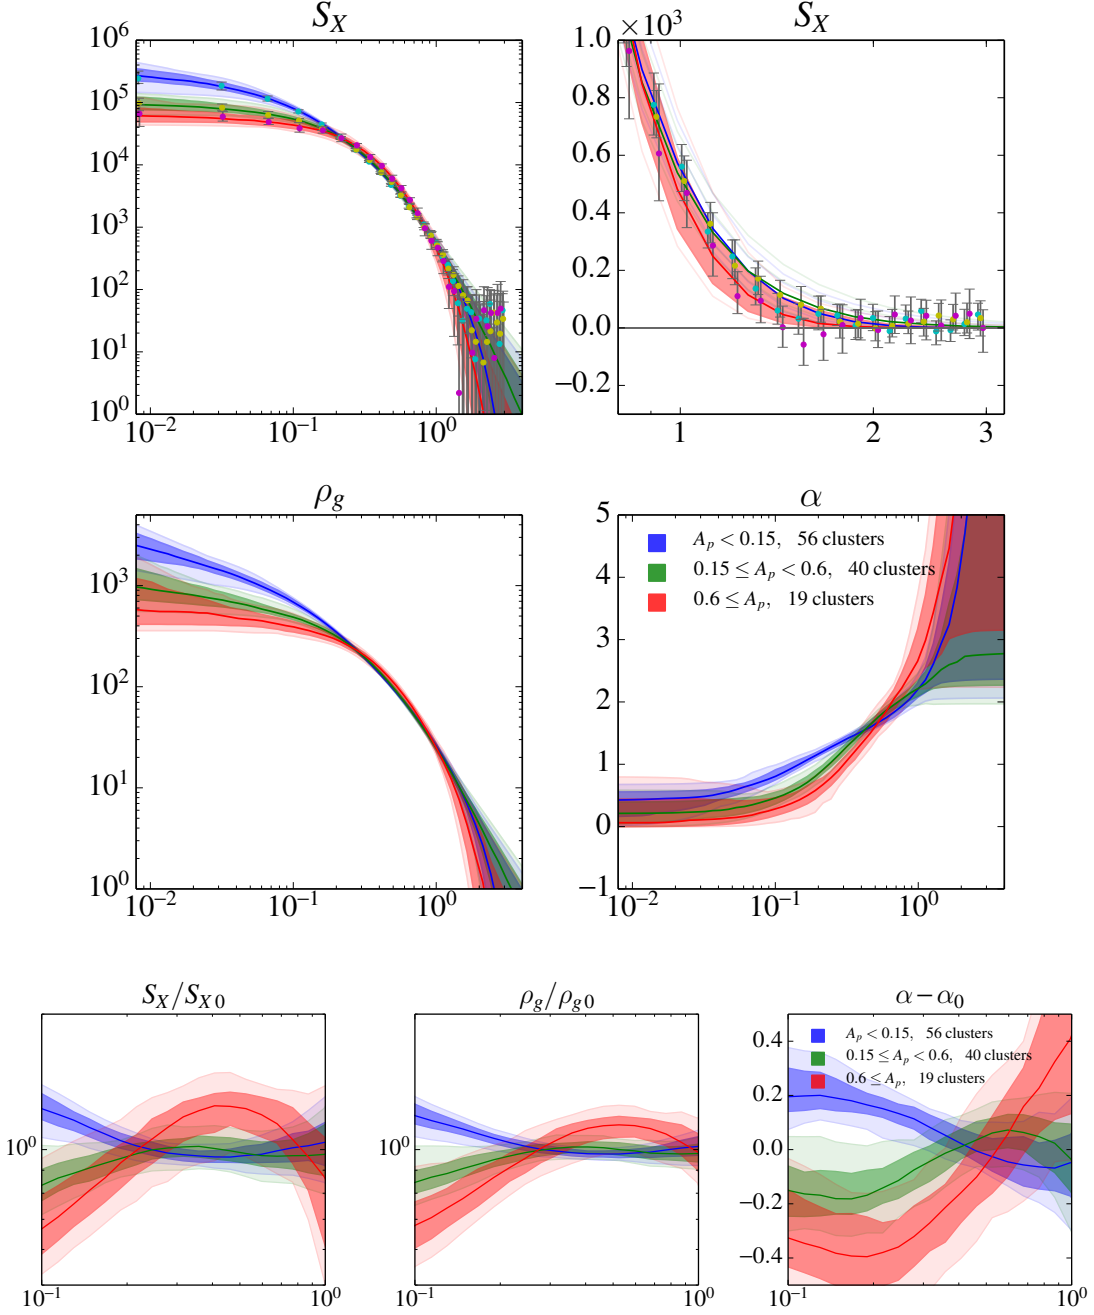 S_X
S_X
10^6
10^5
10^4
10^3
10^2
10^1
10^0
10^-2 10^-1 10^0
×10^3
1.0
0.8
0.6
0.4
0.2
0.0
−0.2
1 2 3
ρ_g
α
10^3
10^2
10^1
10^0
10^-2 10^-1 10^0
5
4
3
2
1
0
−1
A_p < 0.15, 56 clusters
0.15 ≤ A_p < 0.6, 40 clusters
0.6 ≤ A_p, 19 clusters
10^-2 10^-1 10^0
S_X/S_X0
ρ_g/ρ_g0
α − α_0
10^0
10^-1 10^0
10^0
10^-1 10^0
0.4
0.2
0.0
−0.2
−0.4
A_p < 0.15, 56 clusters
0.15 ≤ A_p < 0.6, 40 clusters
0.6 ≤ A_p, 19 clusters
10^-1 10^0